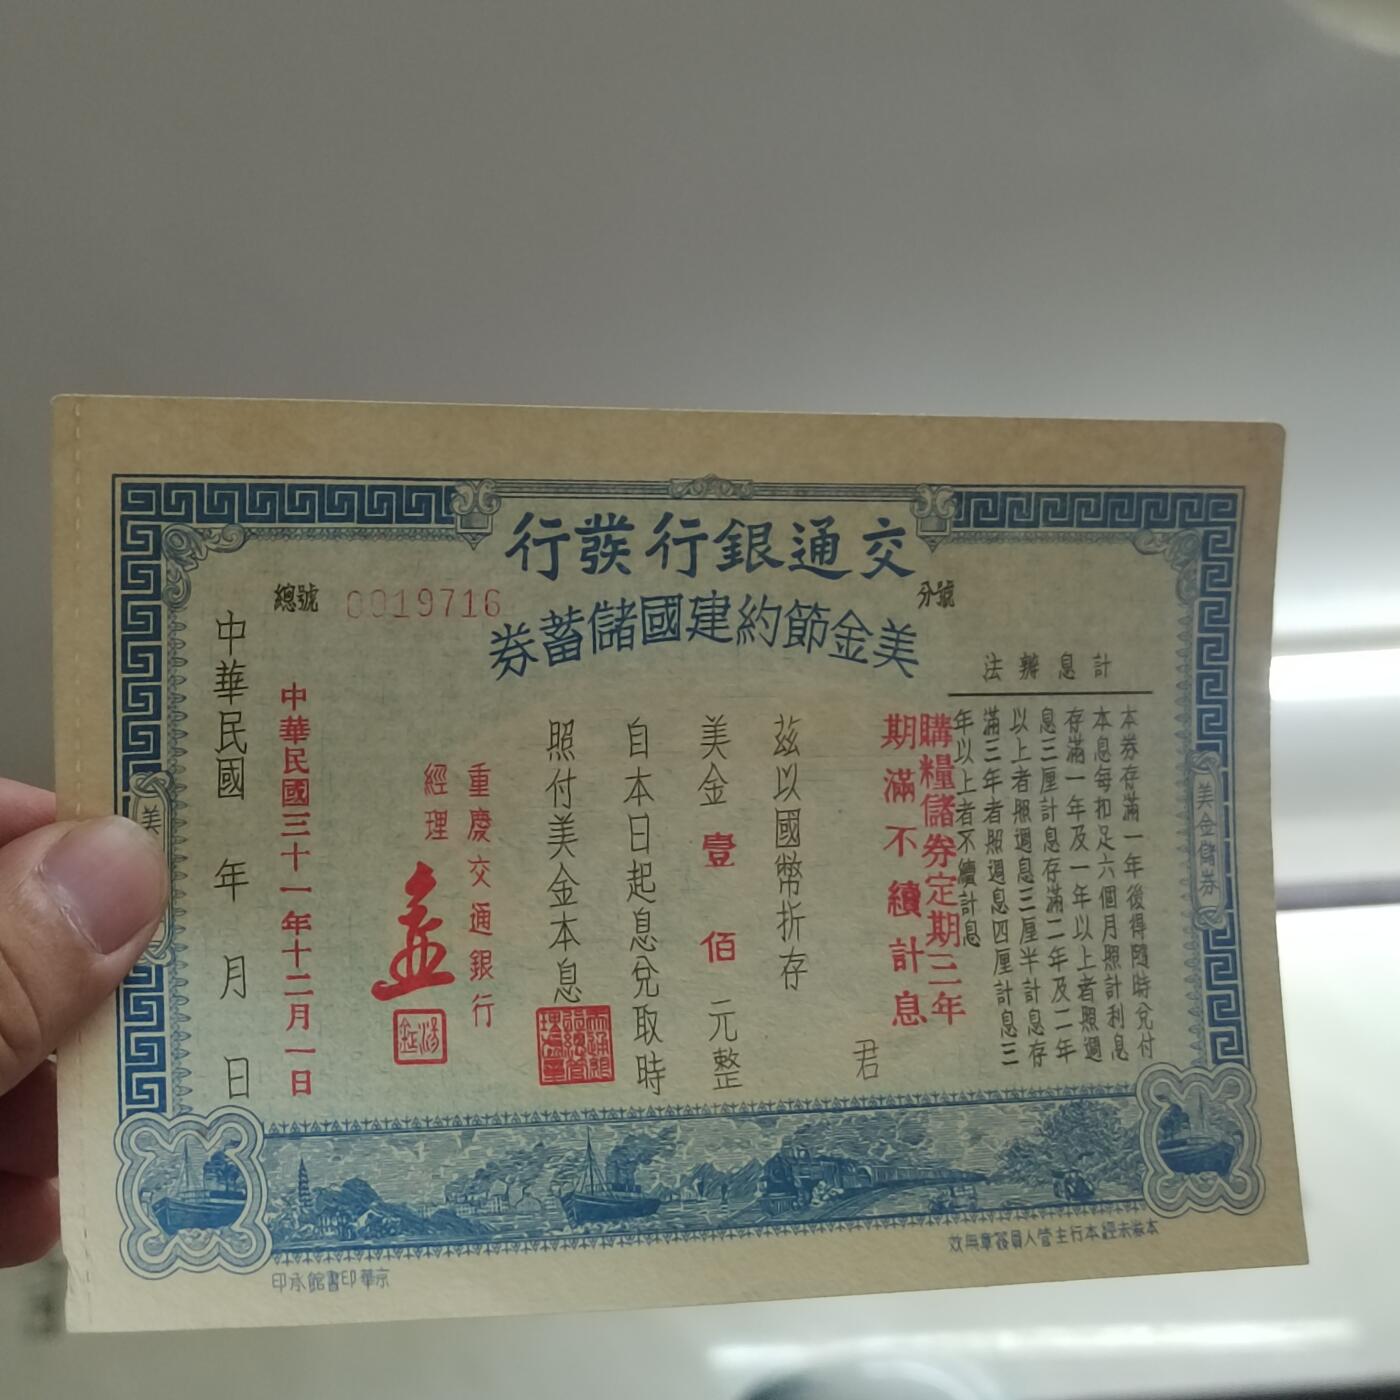 交通銀行發行
美金節約建國儲蓄券
總號 0019716
分號
計息辦法
本券存滿一年後得隨時兌付
本息每扣足六個月照計利息
存滿一年及一年以上者照週
息三厘計息存滿二年及二年
以上者照週息三厘半計息存
滿三年者照週息四厘計息三
年以上者不續計息
購糧儲券定期三年
期滿不續計息
君
茲以國幣折存
美金壹佰元整
自本日起息兌取時
照付美金本息
重慶交通銀行
經理
中華民國三十一年十二月一日
中華民國 年 月 日
美金儲券
美
本券未經本行主管人員簽章無效
京華印書館承印